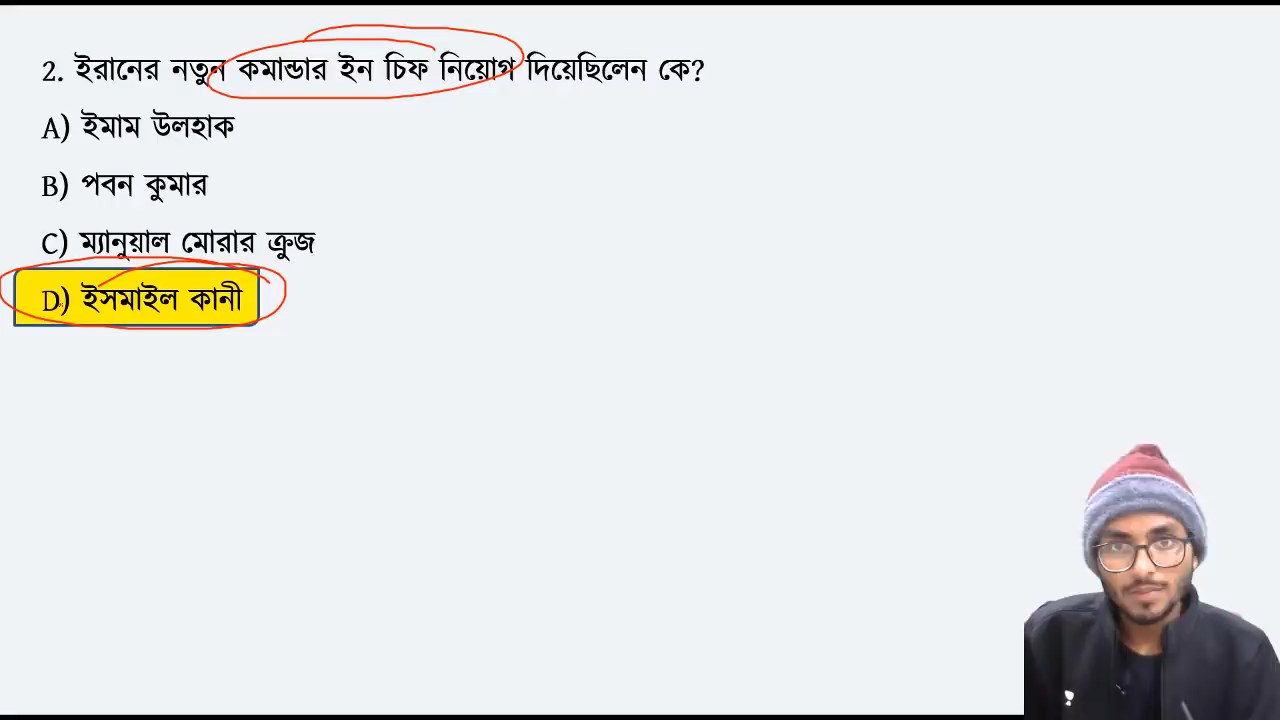 2. ইরানের নতুন কমান্ডার ইন চিফ নিয়োগ দিয়েছিলেন কে?
A) ইমাম উলহাক
B) পবন কুমার
C) ম্যানুয়াল মোরার ক্রুজ
D) ইসমাইল কানী